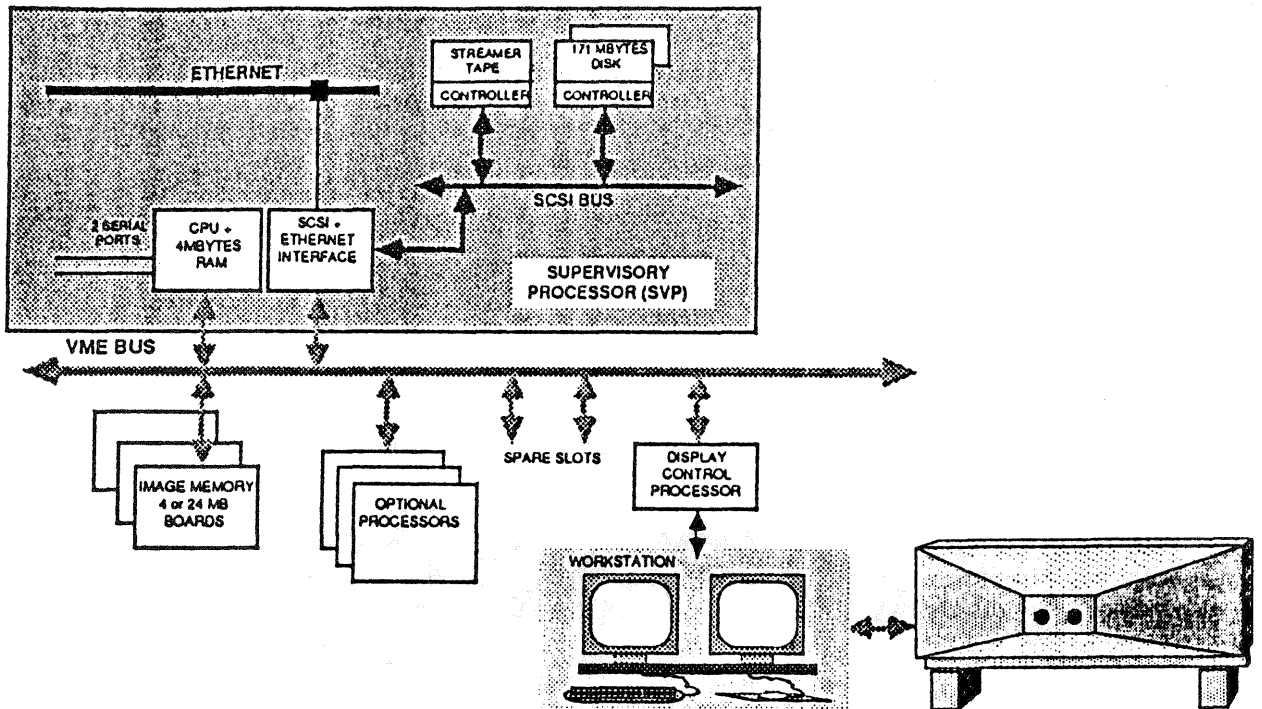 ETHERNET
STREAMER
TAPE
CONTROLLER
171 MBYTES
DISK
CONTROLLER
SCSI BUS
2 SERIAL
PORTS
CPU +
4MBYTES
RAM
SCSI +
ETHERNET
INTERFACE
SUPERVISORY
PROCESSOR (SVP)
VME BUS
IMAGE MEMORY
4 or 24 MB
BOARDS
OPTIONAL
PROCESSORS
SPARE SLOTS
DISPLAY
CONTROL
PROCESSOR
WORKSTATION